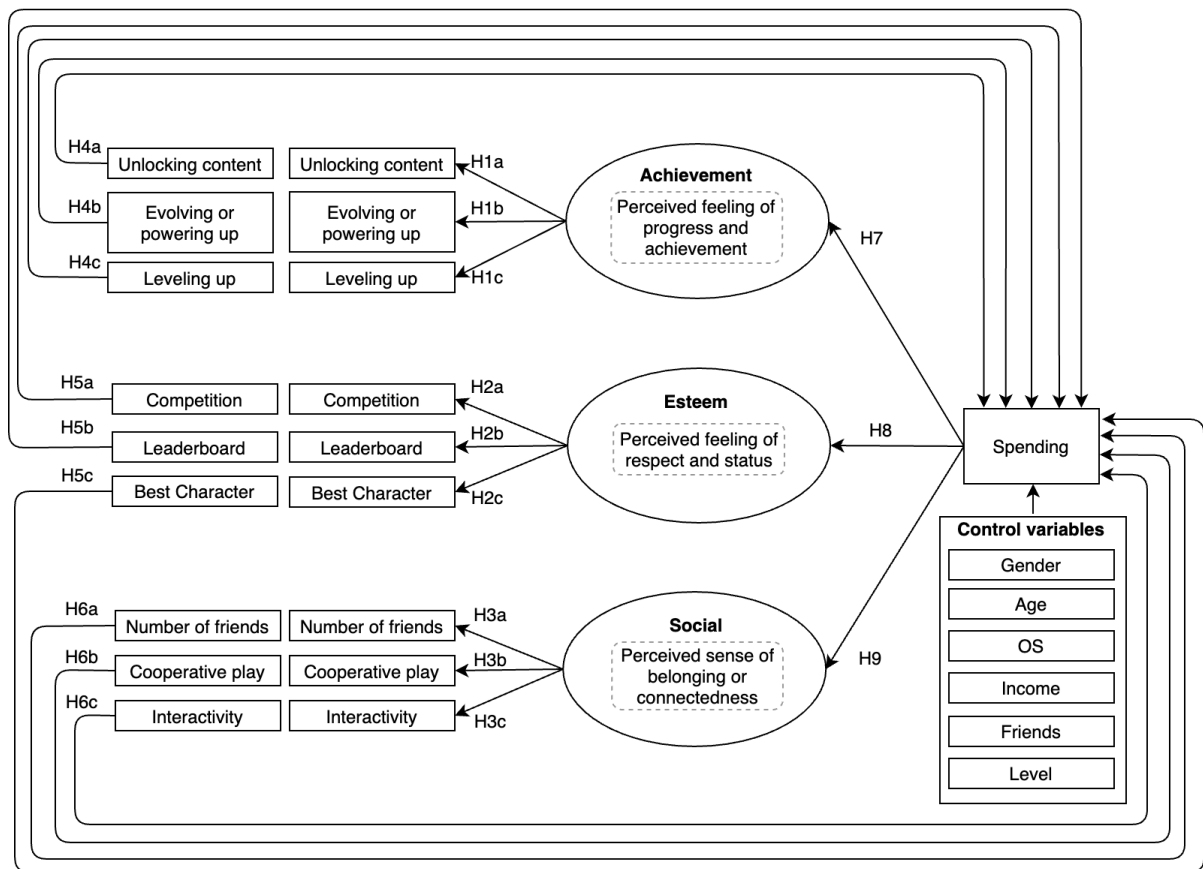 H4a
Unlocking content
Unlocking content
H1a
H4b
Evolving or
powering up
Evolving or
powering up
H1b
H4c
Leveling up
Leveling up
H1c
Achievement
Perceived feeling of
progress and
achievement
H7
H5a
Competition
Competition
H2a
H5b
Leaderboard
Leaderboard
H2b
H5c
Best Character
Best Character
H2c
Esteem
Perceived feeling of
respect and status
H8
Spending
H6a
Number of friends
Number of friends
H3a
H6b
Cooperative play
Cooperative play
H3b
H6c
Interactivity
Interactivity
H3c
Social
Perceived sense of
belonging or
connectedness
H9
Control variables
Gender
Age
OS
Income
Friends
Level